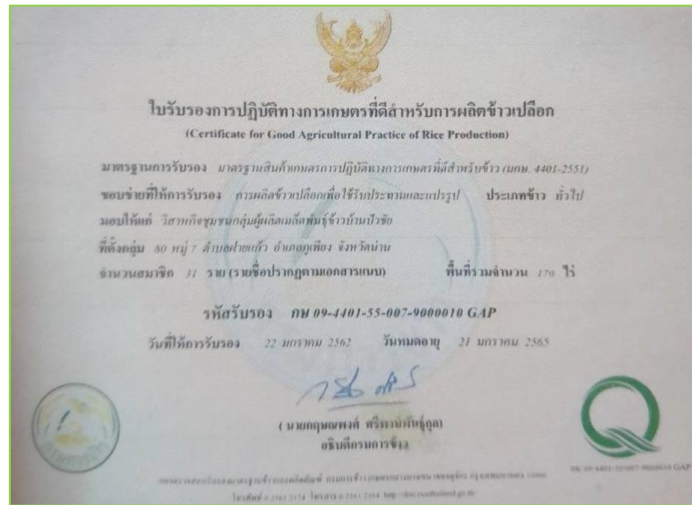 ใบรับรองการปฏิบัติทางการเกษตรที่ดีสำหรับการผลิตข้าวเปลือก
(Certificate for Good Agricultural Practice of Rice Production)
มาตรฐานการรับรอง มาตรฐานสินค้าเกษตรการปฏิบัติทางการเกษตรที่ดีสำหรับข้าว (มกษ. 4401-2551)
ขอบข่ายที่ให้การรับรอง การผลิตข้าวเปลือกเพื่อใช้รับประทานและแปรรูป ประเภทข้าว ทั่วไป
มอบให้แก่ วิสาหกิจชุมชนกลุ่มผู้ผลิตเมล็ดพันธุ์ข้าวบ้านบัวชัย
ที่ตั้งกลุ่ม 80 หมู่ 7 ตำบลฝายแก้ว อำเภอภูเพียง จังหวัดน่าน
จำนวนสมาชิก 31 ราย (รายชื่อปรากฏตามเอกสารแนบ) พื้นที่รวมจำนวน 170 ไร่
รหัสรับรอง กษ 09-4401-55-007-9000010 GAP
วันที่ให้การรับรอง 22 มกราคม 2562 วันหมดอายุ 21 มกราคม 2565
อธิบดีกรมการข้าว
กษ 09-4401-55-007-9000010 GAP